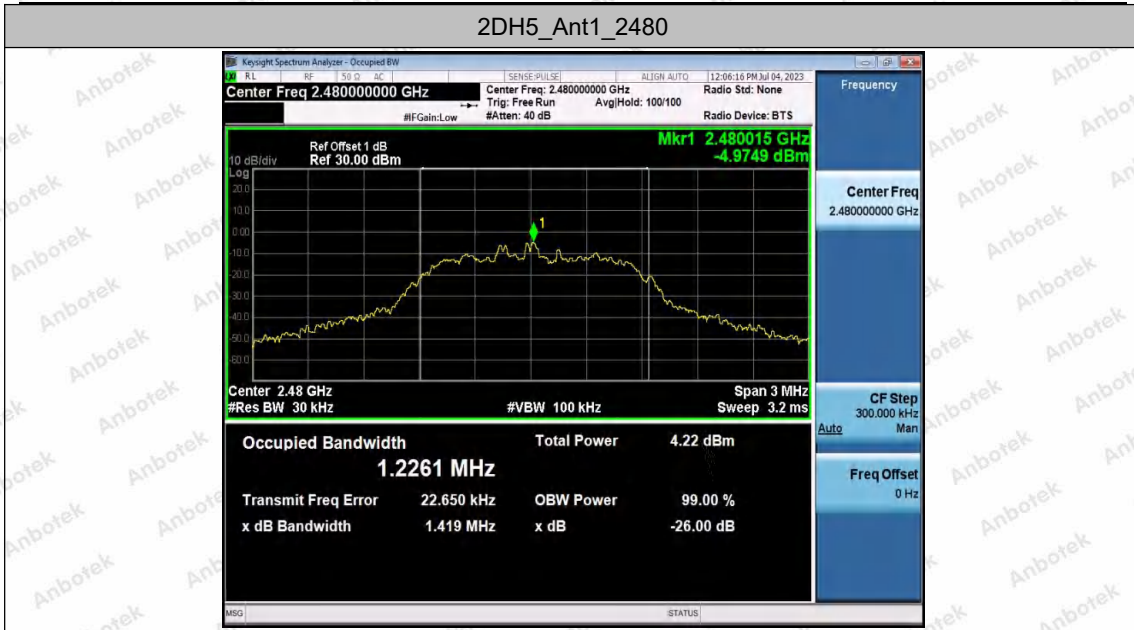 2DH5_Ant1_2480
Keysight Spectrum Analyzer - Occupied BW
LXI RL RF 50 Ω AC SENSE:PULSE ALIGN AUTO 12:06:16 PM Jul 04, 2023
Center Freq 2.480000000 GHz Center Freq: 2.480000000 GHz Radio Std: None
Trig: Free Run Avg|Hold: 100/100
#IFGain:Low #Atten: 40 dB Radio Device: BTS
Frequency
Mkr1 2.480015 GHz
-4.9749 dBm
Ref Offset 1 dB
10 dB/div Ref 30.00 dBm
Log
20.0
10.0
0.00
-10.0
-20.0
-30.0
-40.0
-50.0
-60.0
1
Center 2.48 GHz Span 3 MHz
#Res BW 30 kHz #VBW 100 kHz Sweep 3.2 ms
Center Freq
2.480000000 GHz
CF Step
300.000 kHz
Auto Man
Freq Offset
0 Hz
Occupied Bandwidth Total Power 4.22 dBm
1.2261 MHz
Transmit Freq Error 22.650 kHz OBW Power 99.00 %
x dB Bandwidth 1.419 MHz x dB -26.00 dB
MSG STATUS
Anbotek